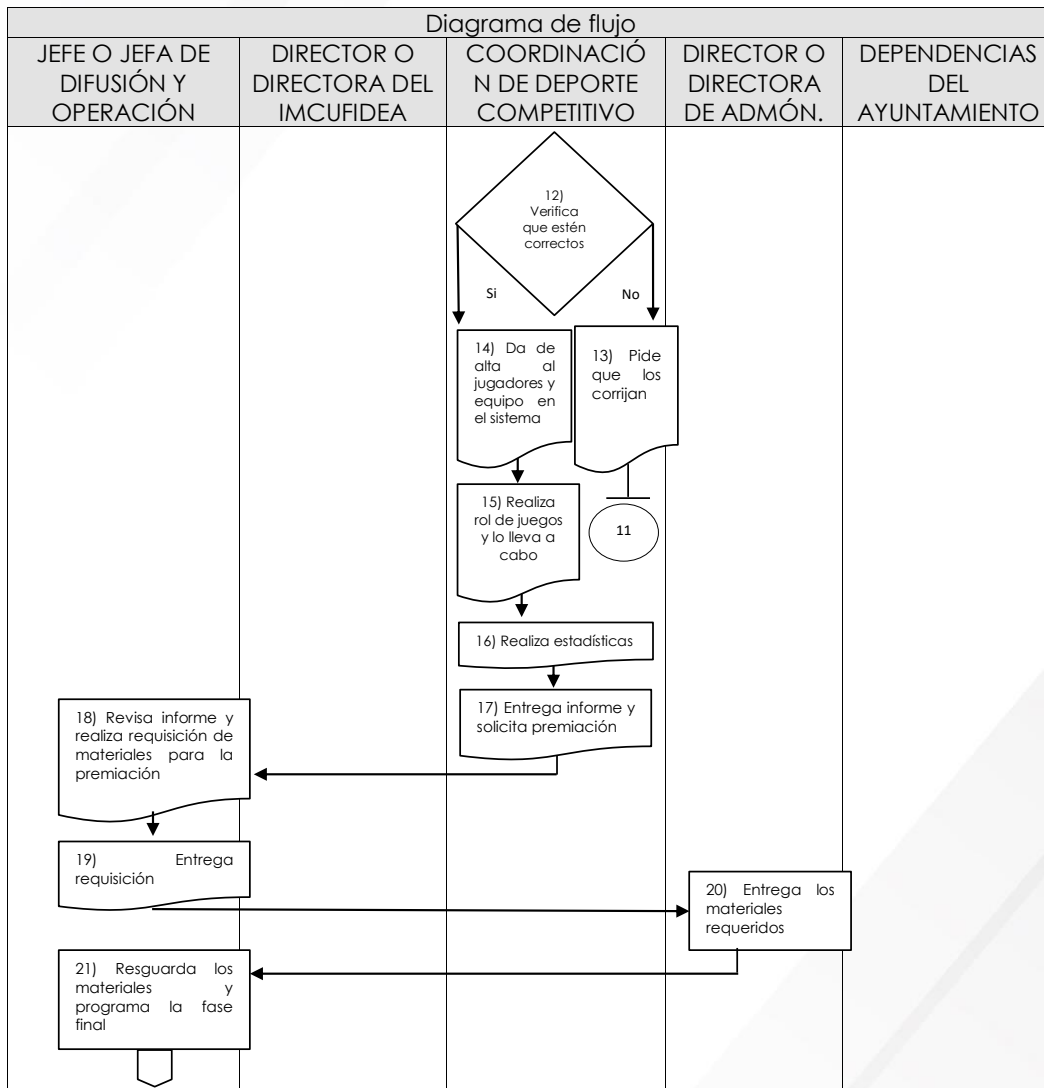 Diagrama de flujo
JEFE O JEFA DE
DIFUSIÓN Y
OPERACIÓN
DIRECTOR O
DIRECTORA DEL
IMCUFIDEA
COORDINACIÓ
N DE DEPORTE
COMPETITIVO
DIRECTOR O
DIRECTORA
DE ADMÓN.
DEPENDENCIAS
DEL
AYUNTAMIENTO
12)
Verifica
que estén
correctos
Si
No
14) Da de
alta al
jugadores y
equipo en
el sistema
13) Pide
que los
corrijan
15) Realiza
rol de juegos
y lo lleva a
cabo
11
16) Realiza estadísticas
17) Entrega informe y
solicita premiación
18) Revisa informe y
realiza requisición de
materiales para la
premiación
19) Entrega
requisición
20) Entrega los
materiales
requeridos
21) Resguarda los
materiales y
programa la fase
final